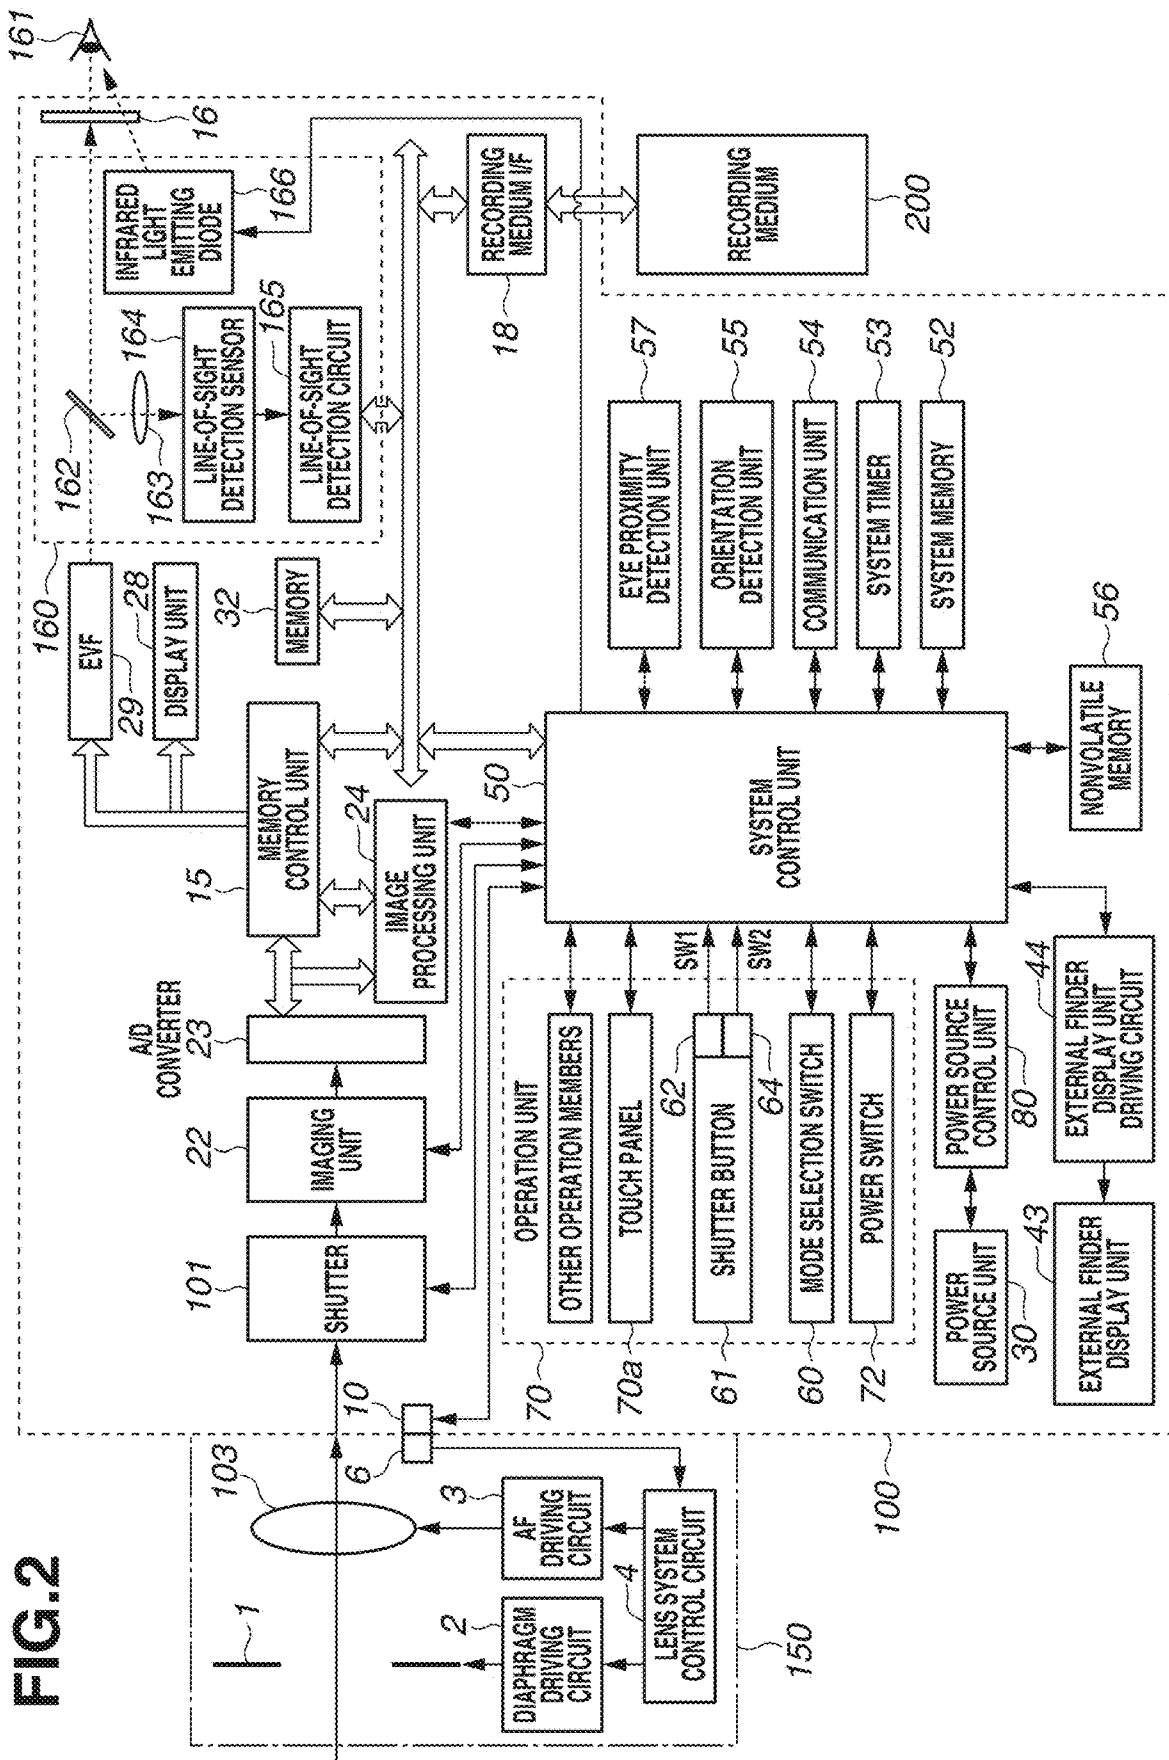 FIG.2
150
1
103
2
DIAPHRAGM
DRIVING
CIRCUIT
3
AF
DRIVING
CIRCUIT
4
LENS SYSTEM
CONTROL CIRCUIT
6
10
100
101
SHUTTER
22
IMAGING
UNIT
A/D
CONVERTER
23
15
MEMORY
CONTROL UNIT
24
IMAGE
PROCESSING UNIT
29
EVF
28
DISPLAY UNIT
32
MEMORY
160
162
163
164
LINE-OF-SIGHT
DETECTION SENSOR
165
LINE-OF-SIGHT
DETECTION CIRCUIT
INFRARED
LIGHT
EMITTING
DIODE
166
16
161
18
RECORDING
MEDIUM I/F
RECORDING
MEDIUM
200
50
SYSTEM
CONTROL UNIT
70
OPERATION UNIT
OTHER OPERATION MEMBERS
70a
TOUCH PANEL
61
SHUTTER BUTTON
62
64
SW1
SW2
60
MODE SELECTION SWITCH
72
POWER SWITCH
57
EYE PROXIMITY
DETECTION UNIT
55
ORIENTATION
DETECTION UNIT
54
COMMUNICATION UNIT
53
SYSTEM TIMER
52
SYSTEM MEMORY
56
NONVOLATILE
MEMORY
30
POWER
SOURCE UNIT
80
POWER SOURCE
CONTROL UNIT
43
EXTERNAL FINDER
DISPLAY UNIT
44
EXTERNAL FINDER
DISPLAY UNIT
DRIVING CIRCUIT